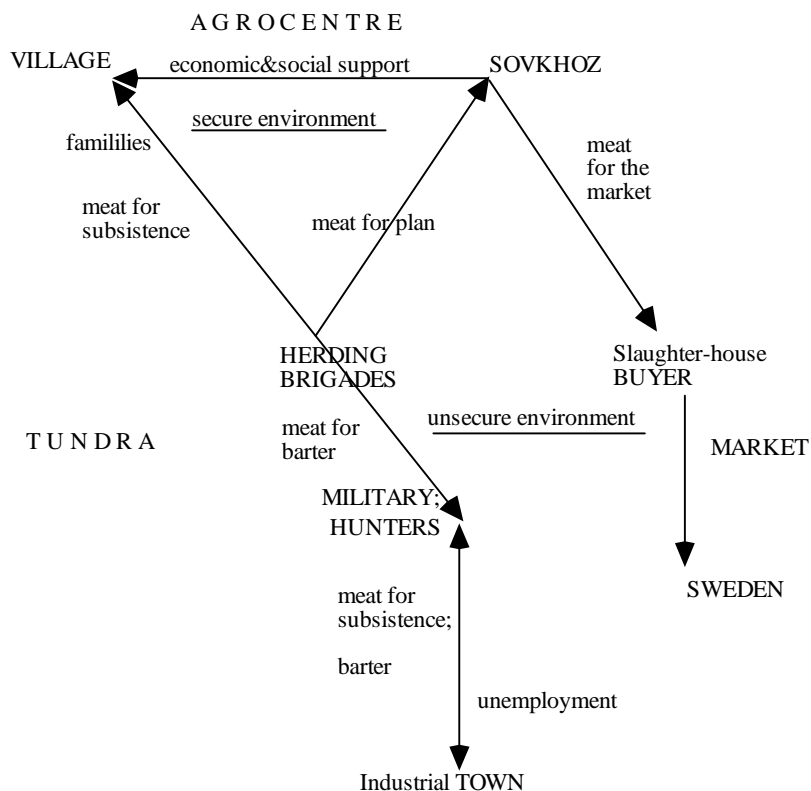 A G R O C E N T R E
VILLAGE
economic&social support
SOVKHOZ
secure environment
famililies
meat
for the
market
meat for
subsistence
meat for plan
HERDING
BRIGADES
Slaughter-house
BUYER
meat for
barter
unsecure environment
T U N D R A
MARKET
MILITARY;
HUNTERS
SWEDEN
meat for
subsistence;
barter
unemployment
Industrial TOWN